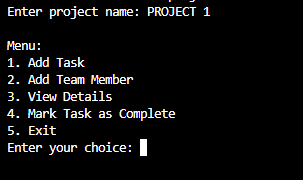 Enter project name: PROJECT 1
Menu:
1. Add Task
2. Add Team Member
3. View Details
4. Mark Task as Complete
5. Exit
Enter your choice: